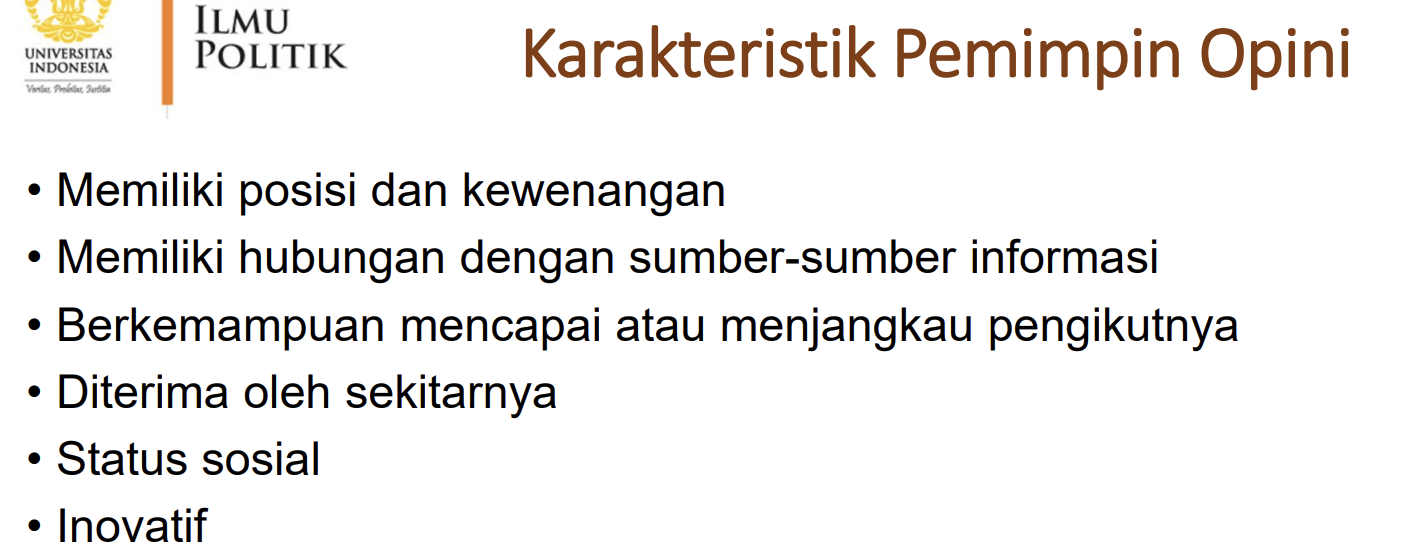 UNIVERSITAS
INDONESIA
Veritas, Probitas, Iustitia
ILMU
POLITIK
Karakteristik Pemimpin Opini
• Memiliki posisi dan kewenangan
• Memiliki hubungan dengan sumber-sumber informasi
• Berkemampuan mencapai atau menjangkau pengikutnya
• Diterima oleh sekitarnya
• Status sosial
• Inovatif